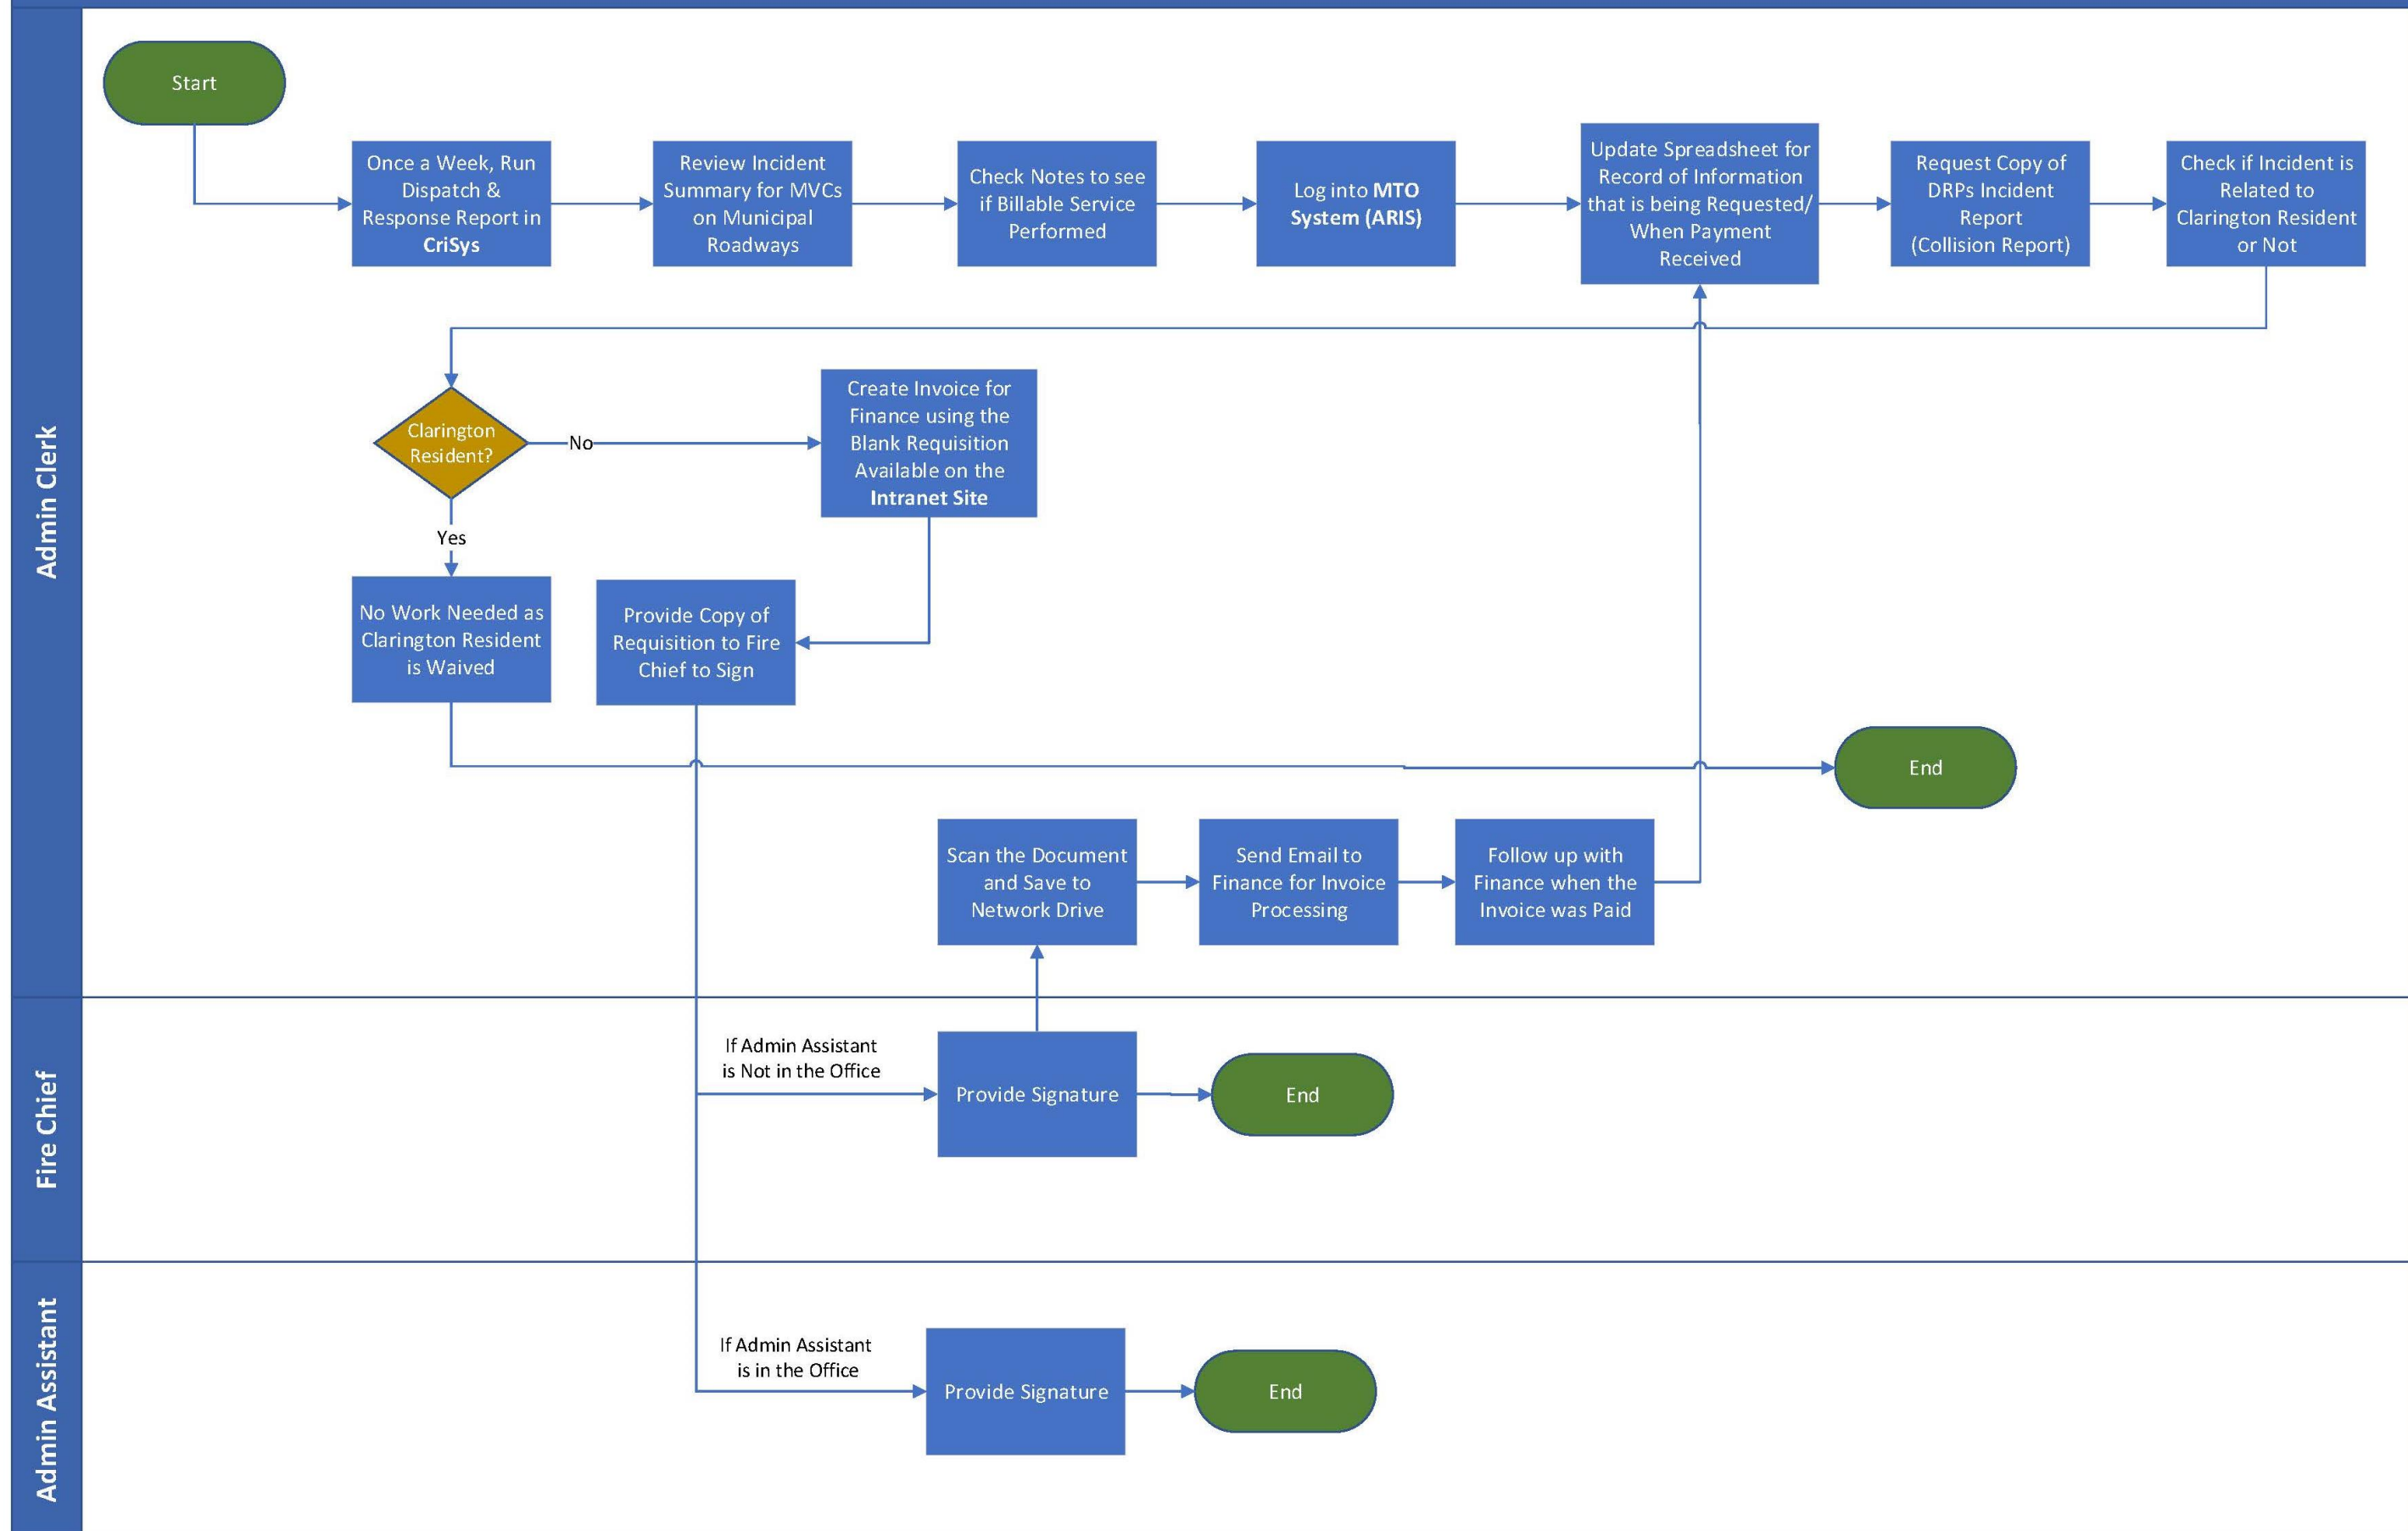 Admin Clerk
Start
Once a Week, Run
Dispatch &
Response Report in
CriSys
Review Incident
Summary for MVCs
on Municipal
Roadways
Check Notes to see
if Billable Service
Performed
Log into MTO
System (ARIS)
Update Spreadsheet for
Record of Information
that is being Requested/
When Payment
Received
Request Copy of
DRPs Incident
Report
(Collision Report)
Check if Incident is
Related to
Clarington Resident
or Not
Clarington
Resident?
No
Create Invoice for
Finance using the
Blank Requisition
Available on the
Intranet Site
Yes
No Work Needed as
Clarington Resident
is Waived
Provide Copy of
Requisition to Fire
Chief to Sign
End
Scan the Document
and Save to
Network Drive
Send Email to
Finance for Invoice
Processing
Follow up with
Finance when the
Invoice was Paid
Fire Chief
If Admin Assistant
is Not in the Office
Provide Signature
End
Admin Assistant
If Admin Assistant
is in the Office
Provide Signature
End